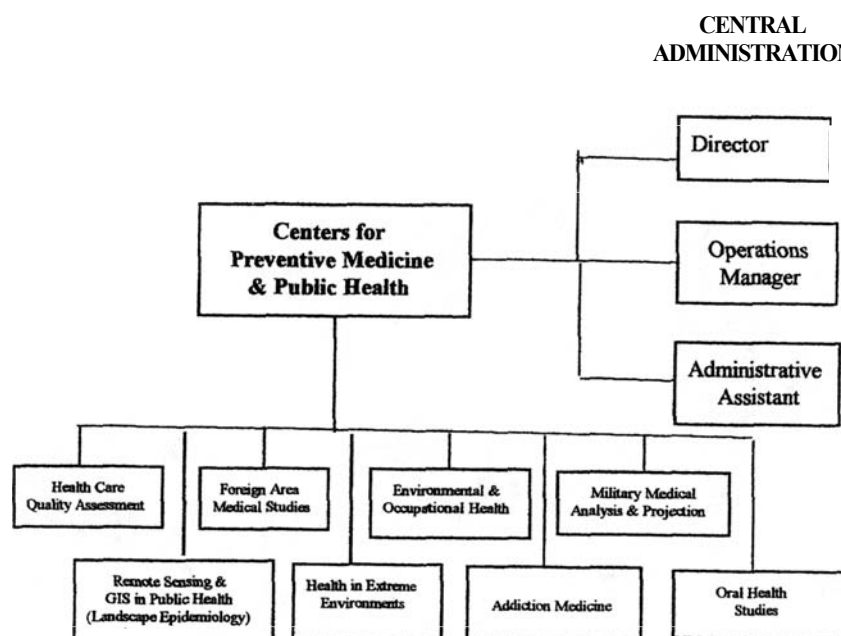 CENTRAL
ADMINISTRATION
Director
Centers for
Preventive Medicine
& Public Health
Operations
Manager
Administrative
Assistant
Health Care
Quality Assessment
Foreign Area
Medical Studies
Environmental &
Occupational Health
Military Medical
Analysis & Projection
Remote Sensing &
GIS in Public Health
(Landscape Epidemiology)
Health in Extreme
Environments
Addiction Medicine
Oral Health
Studies